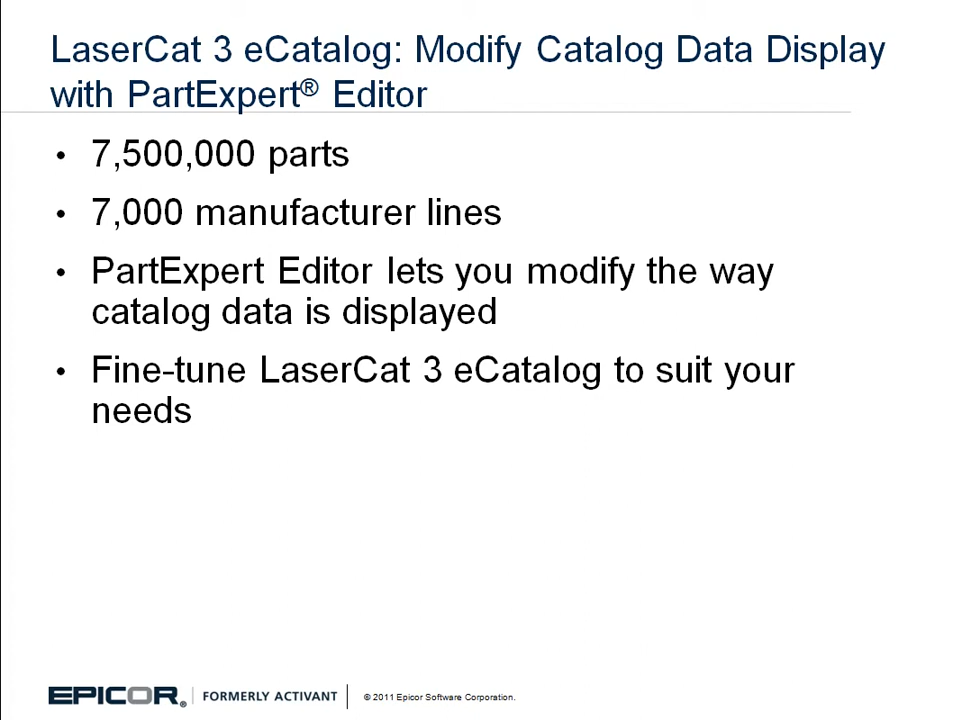 LaserCat 3 eCatalog: Modify Catalog Data Display
with PartExpert® Editor
• 7,500,000 parts
• 7,000 manufacturer lines
• PartExpert Editor lets you modify the way
catalog data is displayed
• Fine-tune LaserCat 3 eCatalog to suit your
needs
EPICOR® | FORMERLY ACTIVANT | © 2011 Epicor Software Corporation.